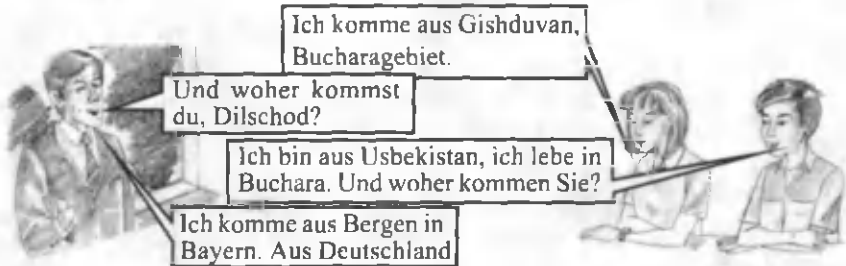 Ich komme aus Gishduvan,
Bucharagebiet.
Und woher kommst
du, Dilschod?
Ich bin aus Usbekistan, ich lebe in
Buchara. Und woher kommen Sie?
Ich komme aus Bergen in
Bayern. Aus Deutschland